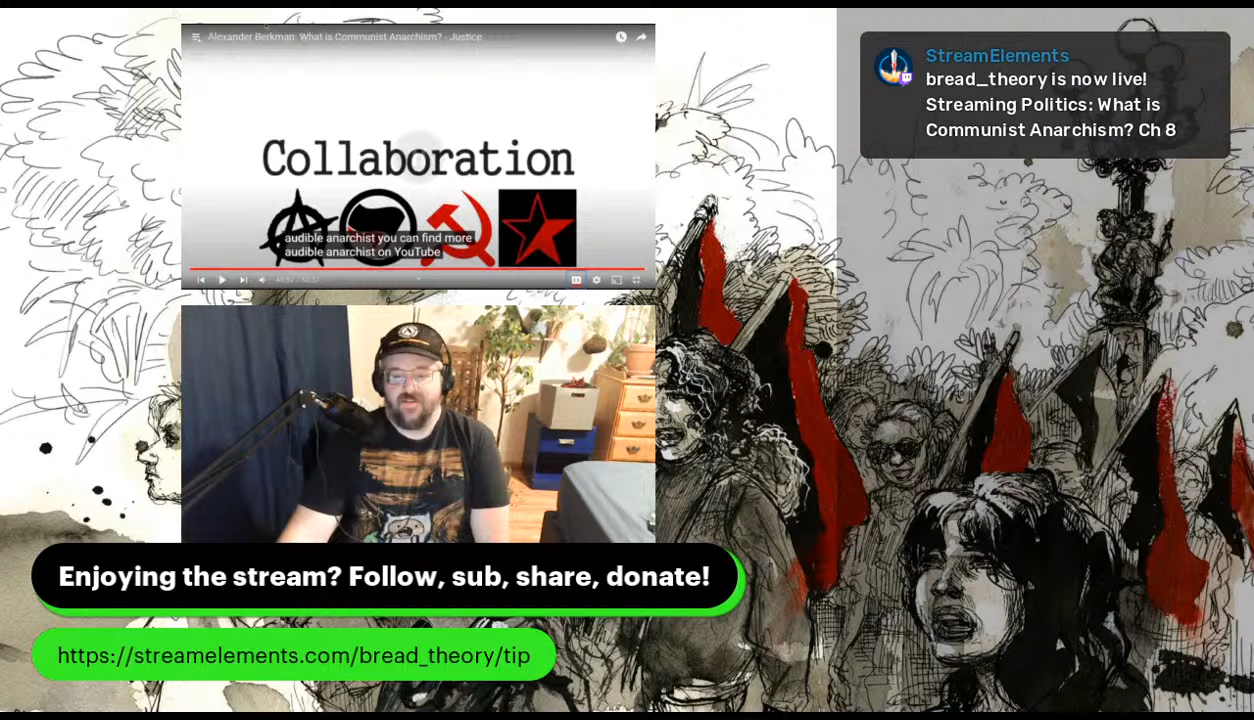 Alexander Berkman: What is Communist Anarchism? - Justice
Collaboration
audible anarchist you can find more
audible anarchist on YouTube
StreamElements
bread_theory is now live!
Streaming Politics: What is
Communist Anarchism? Ch 8
Enjoying the stream? Follow, sub, share, donate!
https://streamelements.com/bread_theory/tip